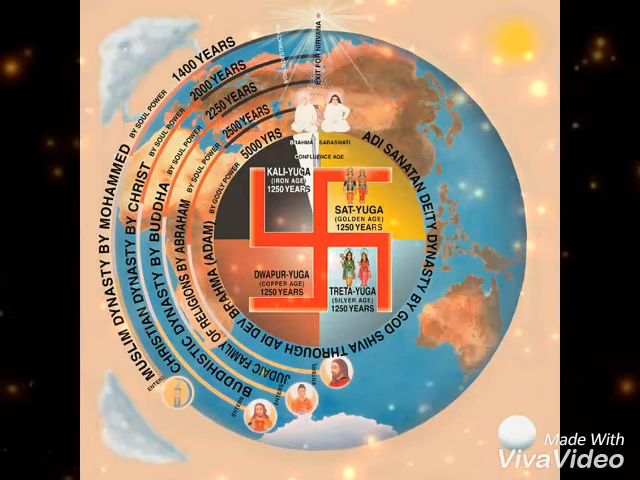 1400 YEARS
2000 YEARS
2250 YEARS
2500 YEARS
5000 YRS
BY SOUL POWER
BY SOUL POWER
BY SOUL POWER
BY SOUL POWER
BY GODLY POWER
EXIT FOR NIRVANA
BRAHMA SARASWATI
CONFLUENCE AGE
KALI-YUGA
(IRON AGE)
1250 YEARS
SAT-YUGA
(GOLDEN AGE)
1250 YEARS
DWAPUR-YUGA
(COPPER AGE)
1250 YEARS
TRETA-YUGA
(SILVER AGE)
1250 YEARS
ADI SANATAN DEITY DYNASTY BY GOD SHIVA THROUGH ADI DEV BRAHMA (ADAM)
JUDAIC FAMILY OF RELIGIONS BY ABRAHAM
BUDDHISTIC DYNASTY BY BUDDHA
CHRISTIAN DYNASTY BY CHRIST
MUSLIM DYNASTY BY MOHAMMED
ENTERS
ENTERS
ENTERS
ENTERS
Made With
VivaVideo